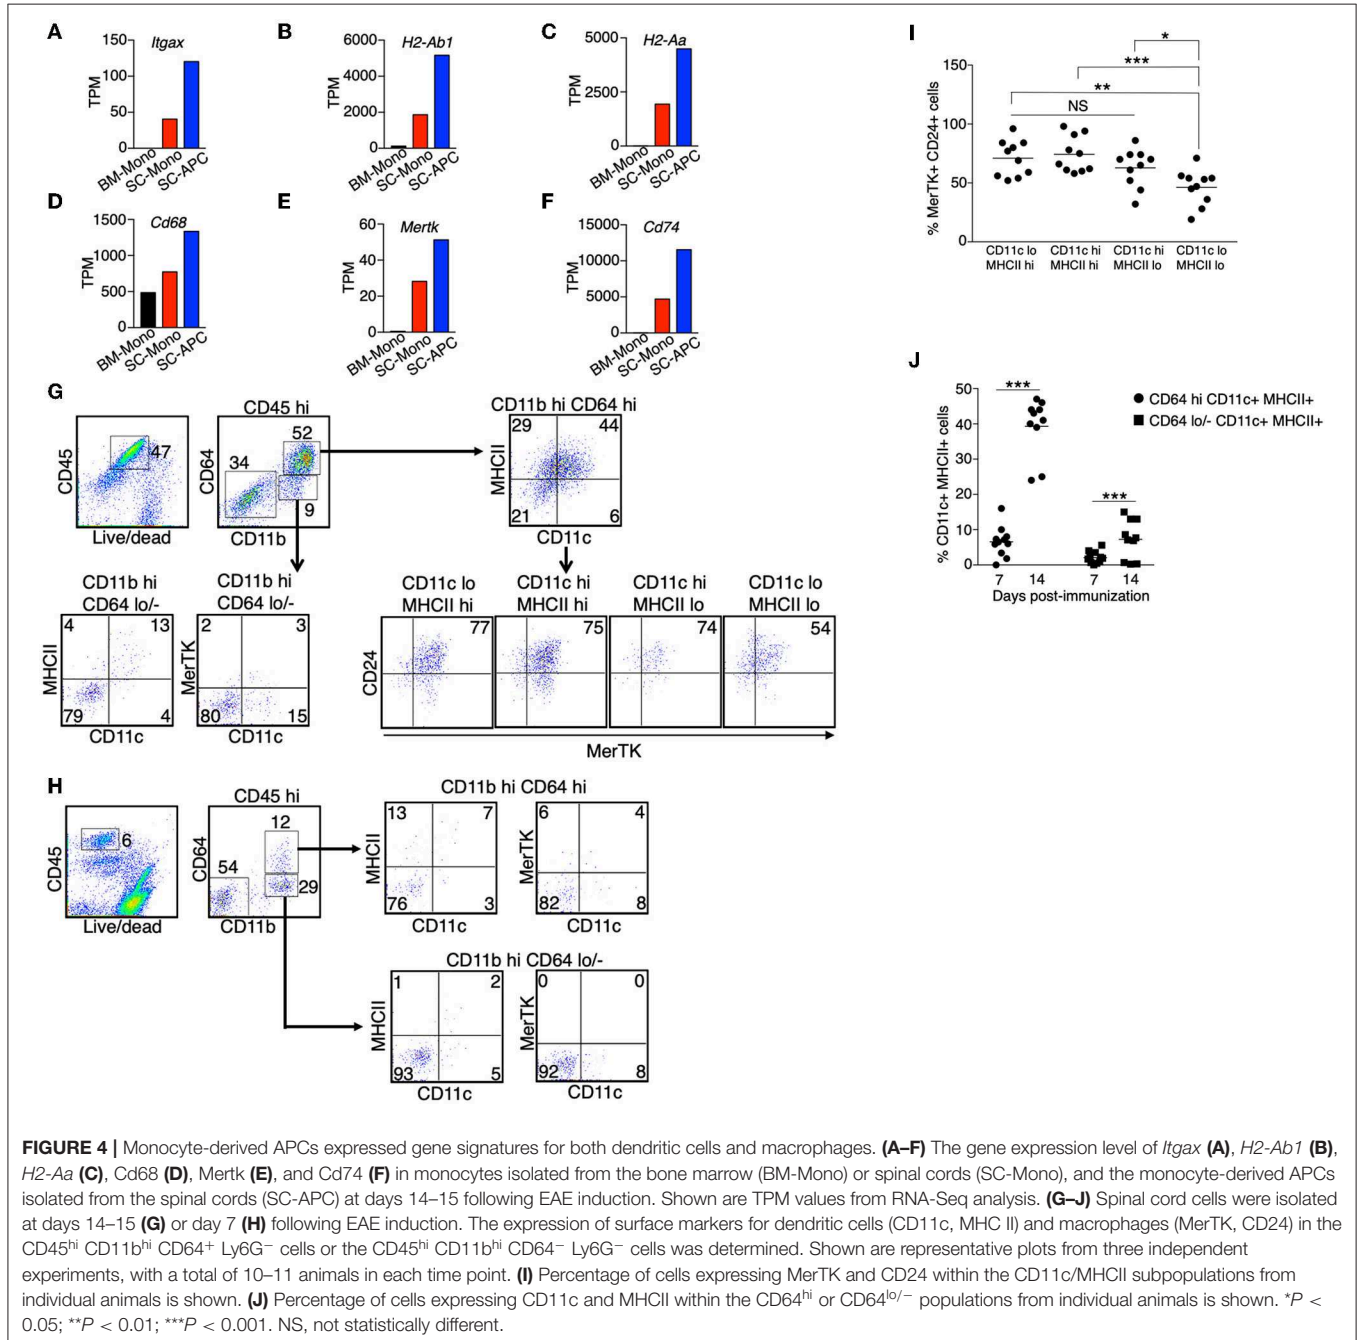 A
Itgax
150
100
50
0
TPM
BM-Mono
SC-Mono
SC-APC
B
H2-Ab1
6000
4000
2000
0
TPM
BM-Mono
SC-Mono
SC-APC
C
H2-Aa
5000
2500
0
TPM
BM-Mono
SC-Mono
SC-APC
D
Cd68
1500
1000
500
0
TPM
BM-Mono
SC-Mono
SC-APC
E
Mertk
60
40
20
0
TPM
BM-Mono
SC-Mono
SC-APC
F
Cd74
15000
10000
5000
0
TPM
BM-Mono
SC-Mono
SC-APC
I
*
***
**
NS
150
100
50
0
% MerTK+ CD24+ cells
CD11c lo
MHCII hi
CD11c hi
MHCII hi
CD11c hi
MHCII lo
CD11c lo
MHCII lo
J
***
***
50
40
30
20
10
0
% CD11c+ MHCII+ cells
7
14
7
14
Days post-immunization
CD64 hi CD11c+ MHCII+
CD64 lo/- CD11c+ MHCII+
G
CD45
47
Live/dead
CD45 hi
CD64
52
34
9
CD11b
CD11b hi CD64 hi
MHCII
29
44
21
6
CD11c
CD11b hi
CD64 lo/-
MHCII
4
13
79
4
CD11c
CD11b hi
CD64 lo/-
MerTK
2
3
80
15
CD11c
CD11c lo
MHCII hi
77
CD11c hi
MHCII hi
75
CD11c hi
MHCII lo
74
CD11c lo
MHCII lo
54
CD24
MerTK
H
CD45
6
Live/dead
CD45 hi
CD64
12
54
29
CD11b
CD11b hi CD64 hi
MHCII
13
7
76
3
CD11c
MerTK
6
4
82
8
CD11c
CD11b hi CD64 lo/-
MHCII
1
2
93
5
CD11c
MerTK
0
0
92
8
CD11c
FIGURE 4 | Monocyte-derived APCs expressed gene signatures for both dendritic cells and macrophages. (A–F) The gene expression level of Itgax (A), H2-Ab1 (B),
H2-Aa (C), Cd68 (D), Mertk (E), and Cd74 (F) in monocytes isolated from the bone marrow (BM-Mono) or spinal cords (SC-Mono), and the monocyte-derived APCs
isolated from the spinal cords (SC-APC) at days 14–15 following EAE induction. Shown are TPM values from RNA-Seq analysis. (G–J) Spinal cord cells were isolated
at days 14–15 (G) or day 7 (H) following EAE induction. The expression of surface markers for dendritic cells (CD11c, MHC II) and macrophages (MerTK, CD24) in the
CD45ʰⁱ CD11bʰⁱ CD64⁺ Ly6G⁻ cells or the CD45ʰⁱ CD11bʰⁱ CD64⁻ Ly6G⁻ cells was determined. Shown are representative plots from three independent
experiments, with a total of 10–11 animals in each time point. (I) Percentage of cells expressing MerTK and CD24 within the CD11c/MHCII subpopulations from
individual animals is shown. (J) Percentage of cells expressing CD11c and MHCII within the CD64ʰⁱ or CD64ˡᵒ/⁻ populations from individual animals is shown. *P <
0.05; **P < 0.01; ***P < 0.001. NS, not statistically different.